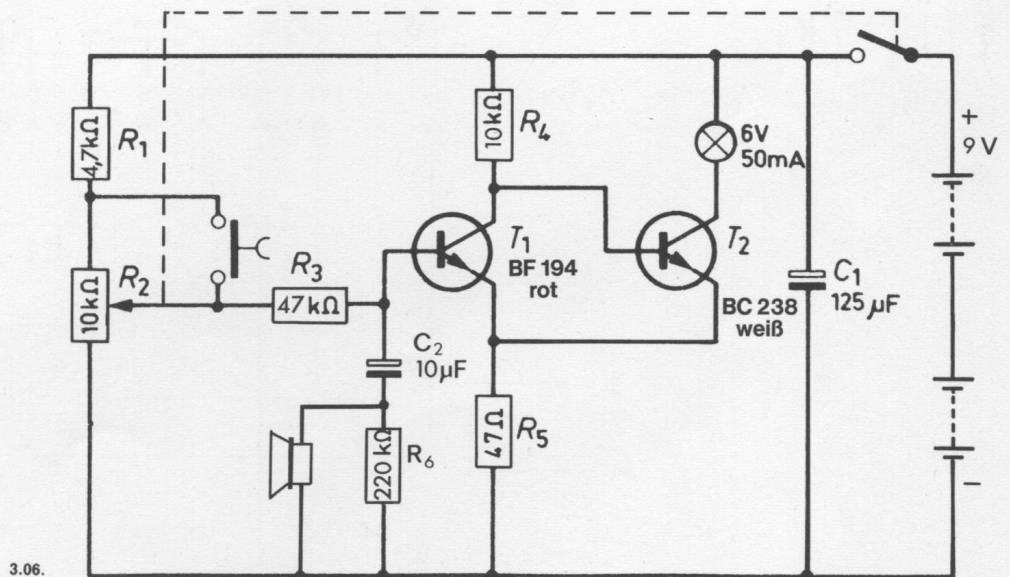 4,7kΩ
R1
10kΩ
R2
R3
47kΩ
C2
10µF
220 kΩ
R6
10kΩ
R4
T1
BF 194
rot
47Ω
R5
6V
50mA
T2
BC 238
weiß
C1
125 µF
+
9 V
−
3.06.